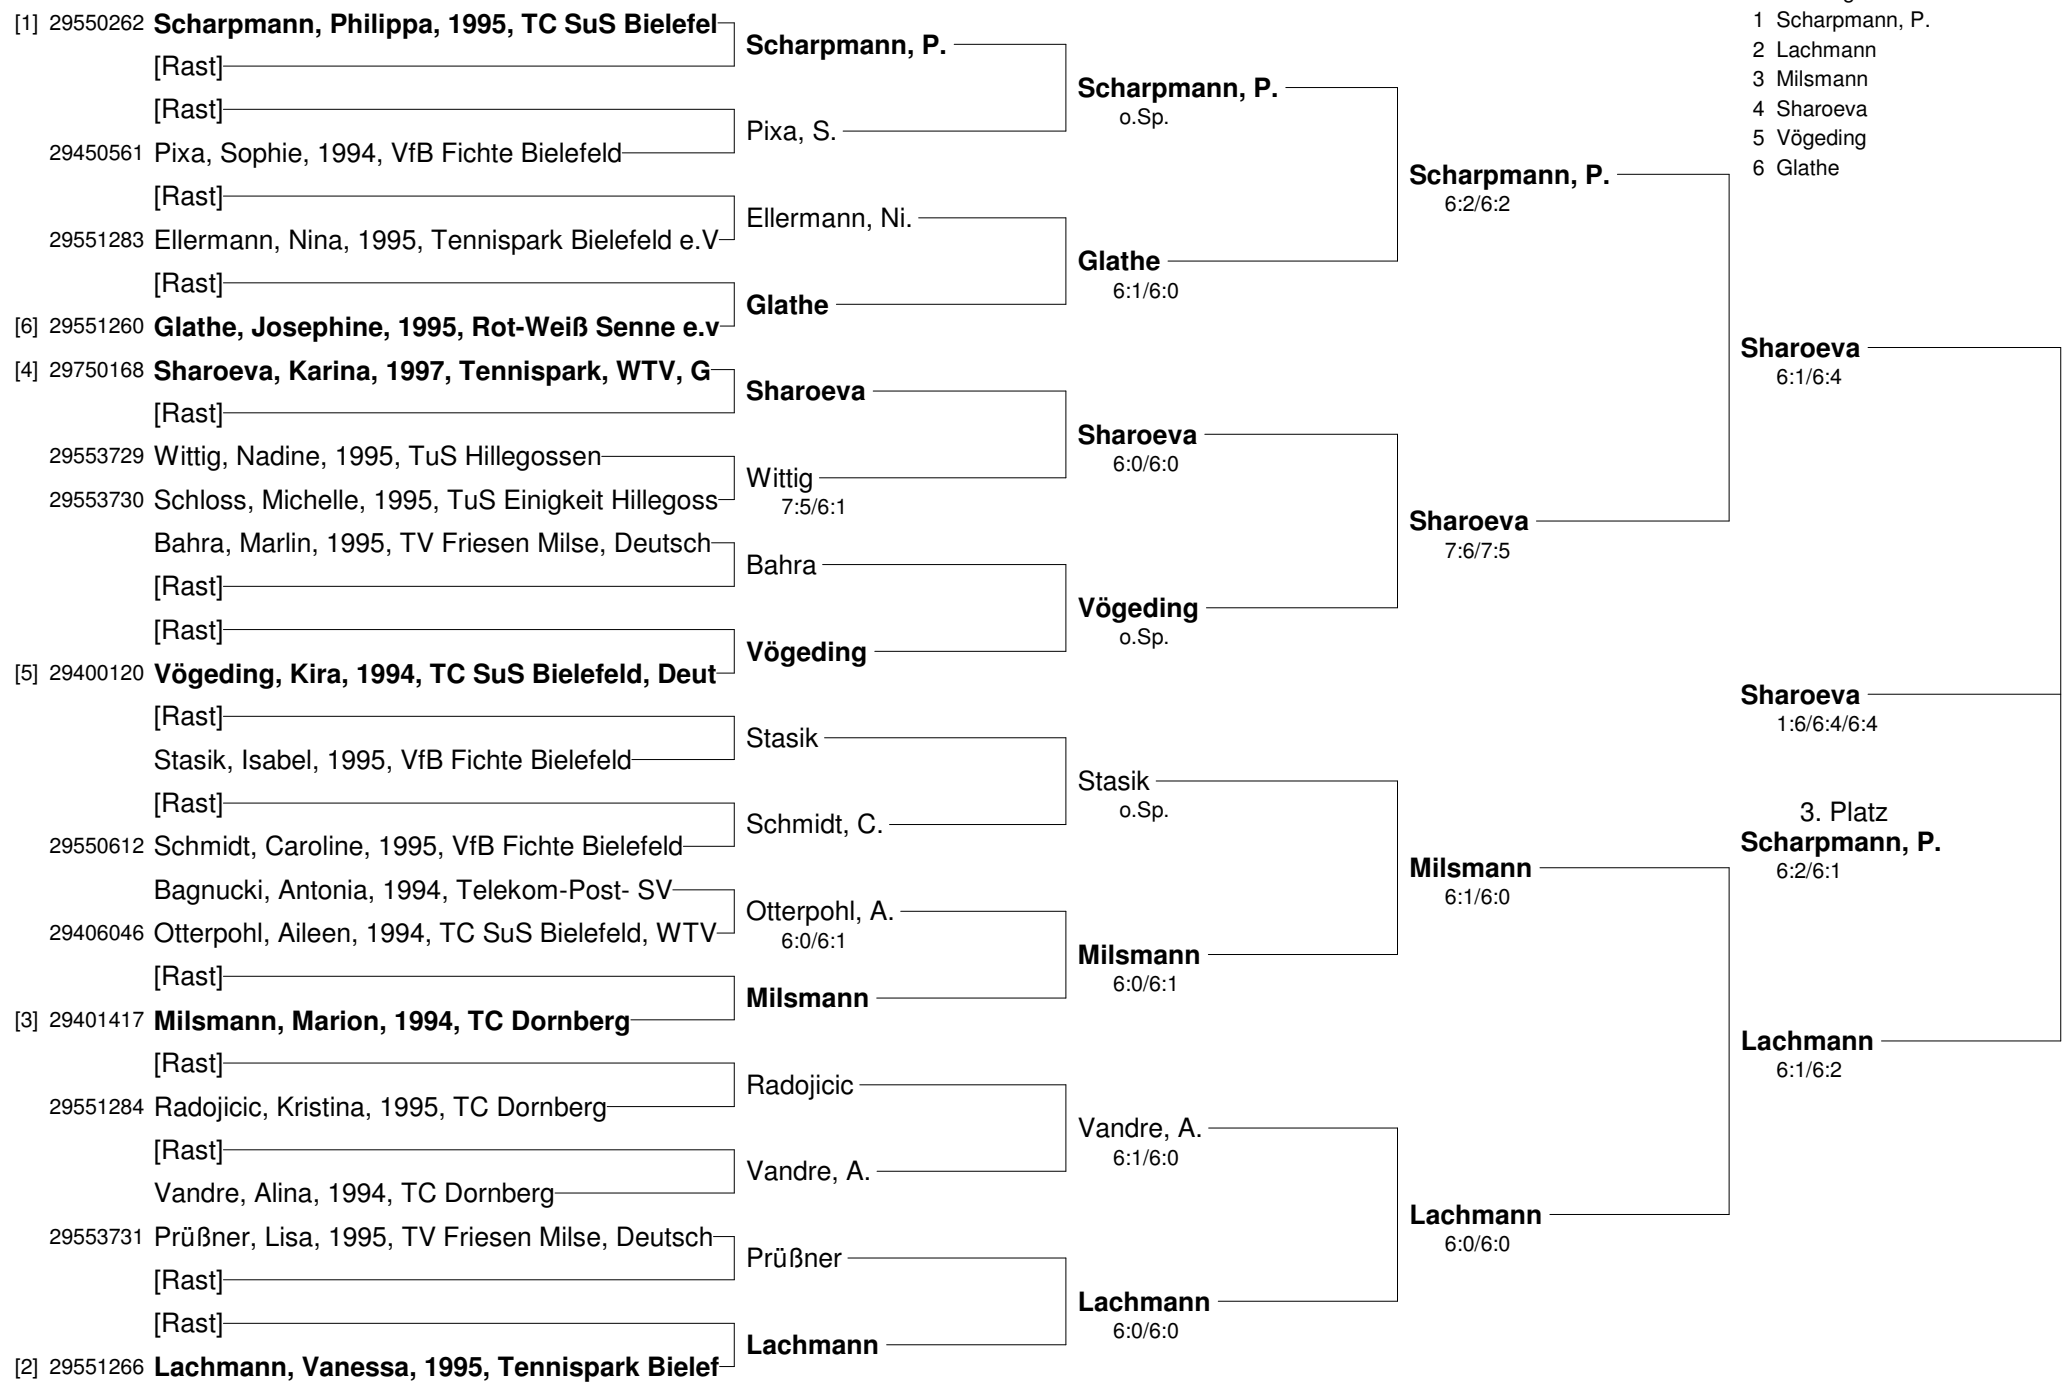 [1] 29550262 Scharpmann, Philippa, 1995, TC SuS Bielefel
[Rast]
[Rast]
29450561 Pixa, Sophie, 1994, VfB Fichte Bielefeld
[Rast]
29551283 Ellermann, Nina, 1995, Tennispark Bielefeld e.V
[Rast]
[6] 29551260 Glathe, Josephine, 1995, Rot-Weiß Senne e.v
[4] 29750168 Sharoeva, Karina, 1997, Tennispark, WTV, G
[Rast]
29553729 Wittig, Nadine, 1995, TuS Hillegossen
29553730 Schloss, Michelle, 1995, TuS Einigkeit Hillegoss
Bahra, Marlin, 1995, TV Friesen Milse, Deutsch
[Rast]
[Rast]
[5] 29400120 Vögeding, Kira, 1994, TC SuS Bielefeld, Deut
[Rast]
Stasik, Isabel, 1995, VfB Fichte Bielefeld
[Rast]
29550612 Schmidt, Caroline, 1995, VfB Fichte Bielefeld
Bagnucki, Antonia, 1994, Telekom-Post- SV
29406046 Otterpohl, Aileen, 1994, TC SuS Bielefeld, WTV
[Rast]
[3] 29401417 Milsmann, Marion, 1994, TC Dornberg
[Rast]
29551284 Radojicic, Kristina, 1995, TC Dornberg
[Rast]
Vandre, Alina, 1994, TC Dornberg
29553731 Prüßner, Lisa, 1995, TV Friesen Milse, Deutsch
[Rast]
[Rast]
[2] 29551266 Lachmann, Vanessa, 1995, Tennispark Bielef
Scharpmann, P.
Pixa, S.
Ellermann, Ni.
Glathe
Sharoeva
Wittig
7:5/6:1
Bahra
Vögeding
Stasik
Schmidt, C.
Otterpohl, A.
6:0/6:1
Milsmann
Radojicic
Vandre, A.
Prüßner
Lachmann
Scharpmann, P.
o.Sp.
Glathe
6:1/6:0
Sharoeva
6:0/6:0
Vögeding
o.Sp.
Stasik
o.Sp.
Milsmann
6:0/6:1
Vandre, A.
6:1/6:0
Lachmann
6:0/6:0
Scharpmann, P.
6:2/6:2
Sharoeva
7:6/7:5
Milsmann
6:1/6:0
Lachmann
6:0/6:0
1 Scharpmann, P.
2 Lachmann
3 Milsmann
4 Sharoeva
5 Vögeding
6 Glathe
Sharoeva
6:1/6:4
Sharoeva
1:6/6:4/6:4
3. Platz
Scharpmann, P.
6:2/6:1
Lachmann
6:1/6:2